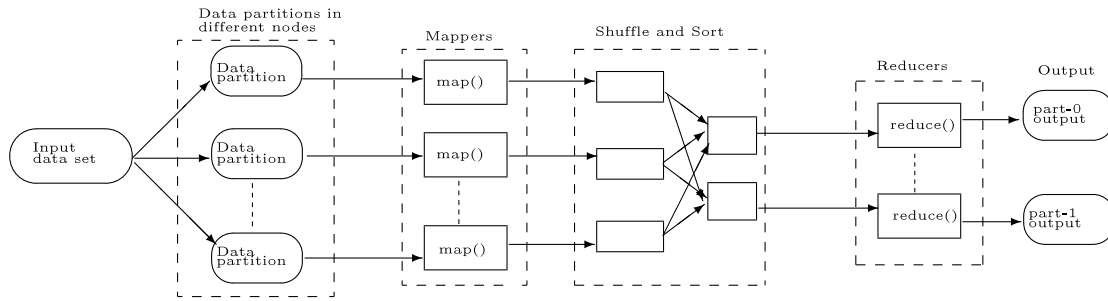 Data partitions in
different nodes
Mappers
Shuffle and Sort
Reducers
Output
Input
data set
Data
partition
Data
partition
Data
partition
map()
map()
map()
reduce()
reduce()
part-0
output
part-1
output